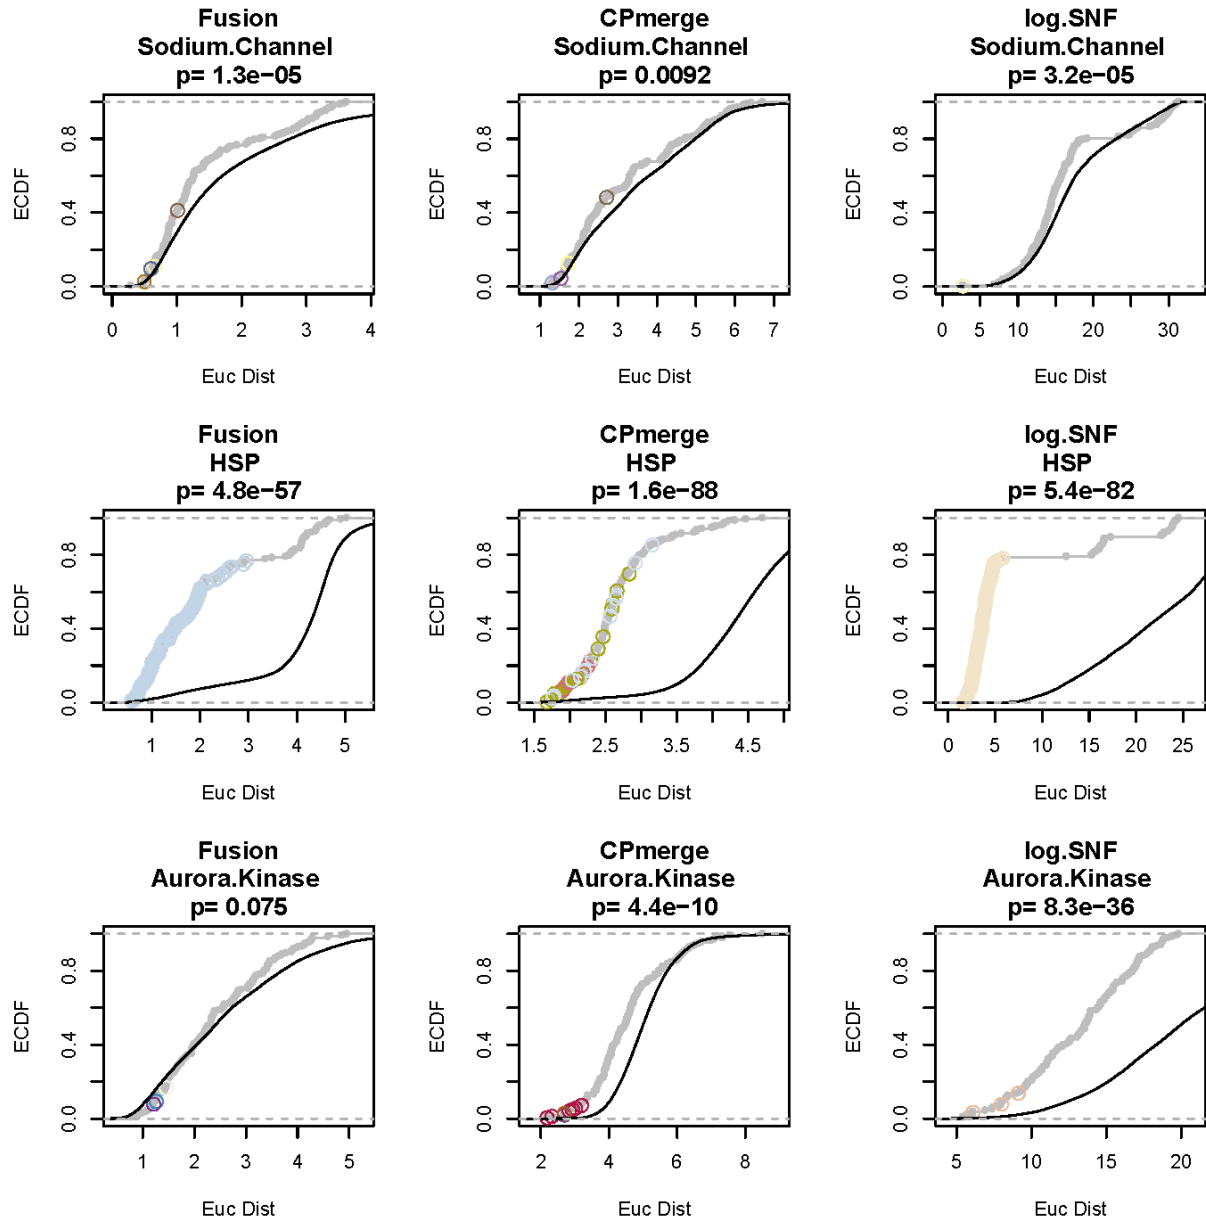 Fusion
Sodium.Channel
p= 1.3e−05
ECDF
0.0 0.4 0.8
0 1 2 3 4
Euc Dist
CPmerge
Sodium.Channel
p= 0.0092
ECDF
0.0 0.4 0.8
1 2 3 4 5 6 7
Euc Dist
log.SNF
Sodium.Channel
p= 3.2e−05
ECDF
0.0 0.4 0.8
0 5 10 20 30
Euc Dist
Fusion
HSP
p= 4.8e−57
ECDF
0.0 0.4 0.8
1 2 3 4 5
Euc Dist
CPmerge
HSP
p= 1.6e−88
ECDF
0.0 0.4 0.8
1.5 2.5 3.5 4.5
Euc Dist
log.SNF
HSP
p= 5.4e−82
ECDF
0.0 0.4 0.8
0 5 10 15 20 25
Euc Dist
Fusion
Aurora.Kinase
p= 0.075
ECDF
0.0 0.4 0.8
1 2 3 4 5
Euc Dist
CPmerge
Aurora.Kinase
p= 4.4e−10
ECDF
0.0 0.4 0.8
2 4 6 8
Euc Dist
log.SNF
Aurora.Kinase
p= 8.3e−36
ECDF
0.0 0.4 0.8
5 10 15 20
Euc Dist